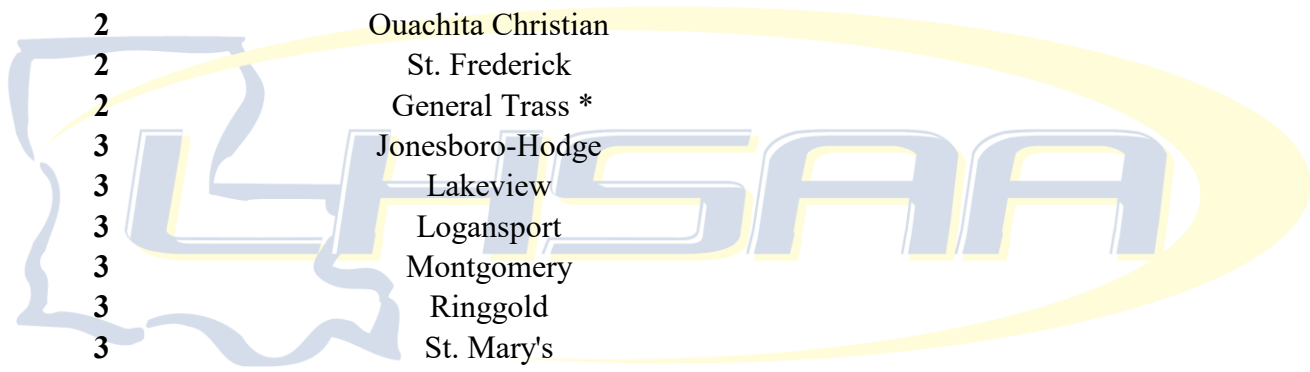 2 Ouachita Christian
2 St. Frederick
2 General Trass *
3 Jonesboro-Hodge
3 Lakeview
3 Logansport
3 Montgomery
3 Ringgold
3 St. Mary's
LHSAA